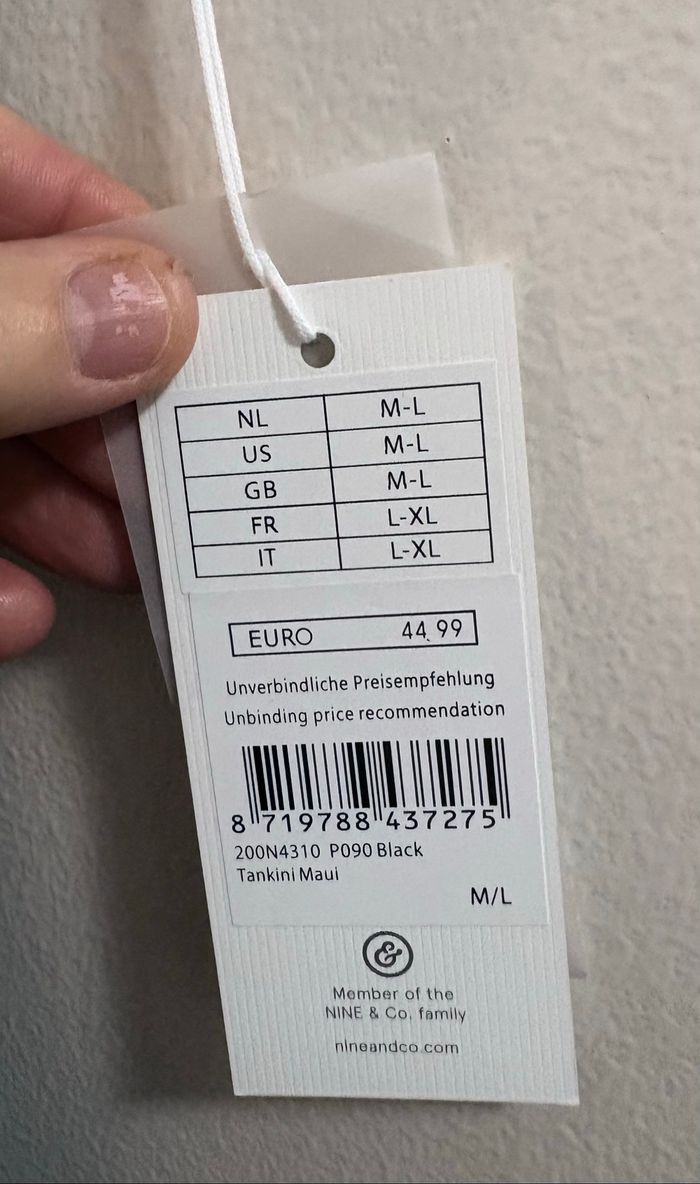 NL M-L
US M-L
GB M-L
FR L-XL
IT L-XL
EURO 44.99
Unverbindliche Preisempfehlung
Unbinding price recommendation
8 719788 437275
200N4310 P090 Black
Tankini Maui
M/L
&
Member of the
NINE & Co. family
nineandco.com